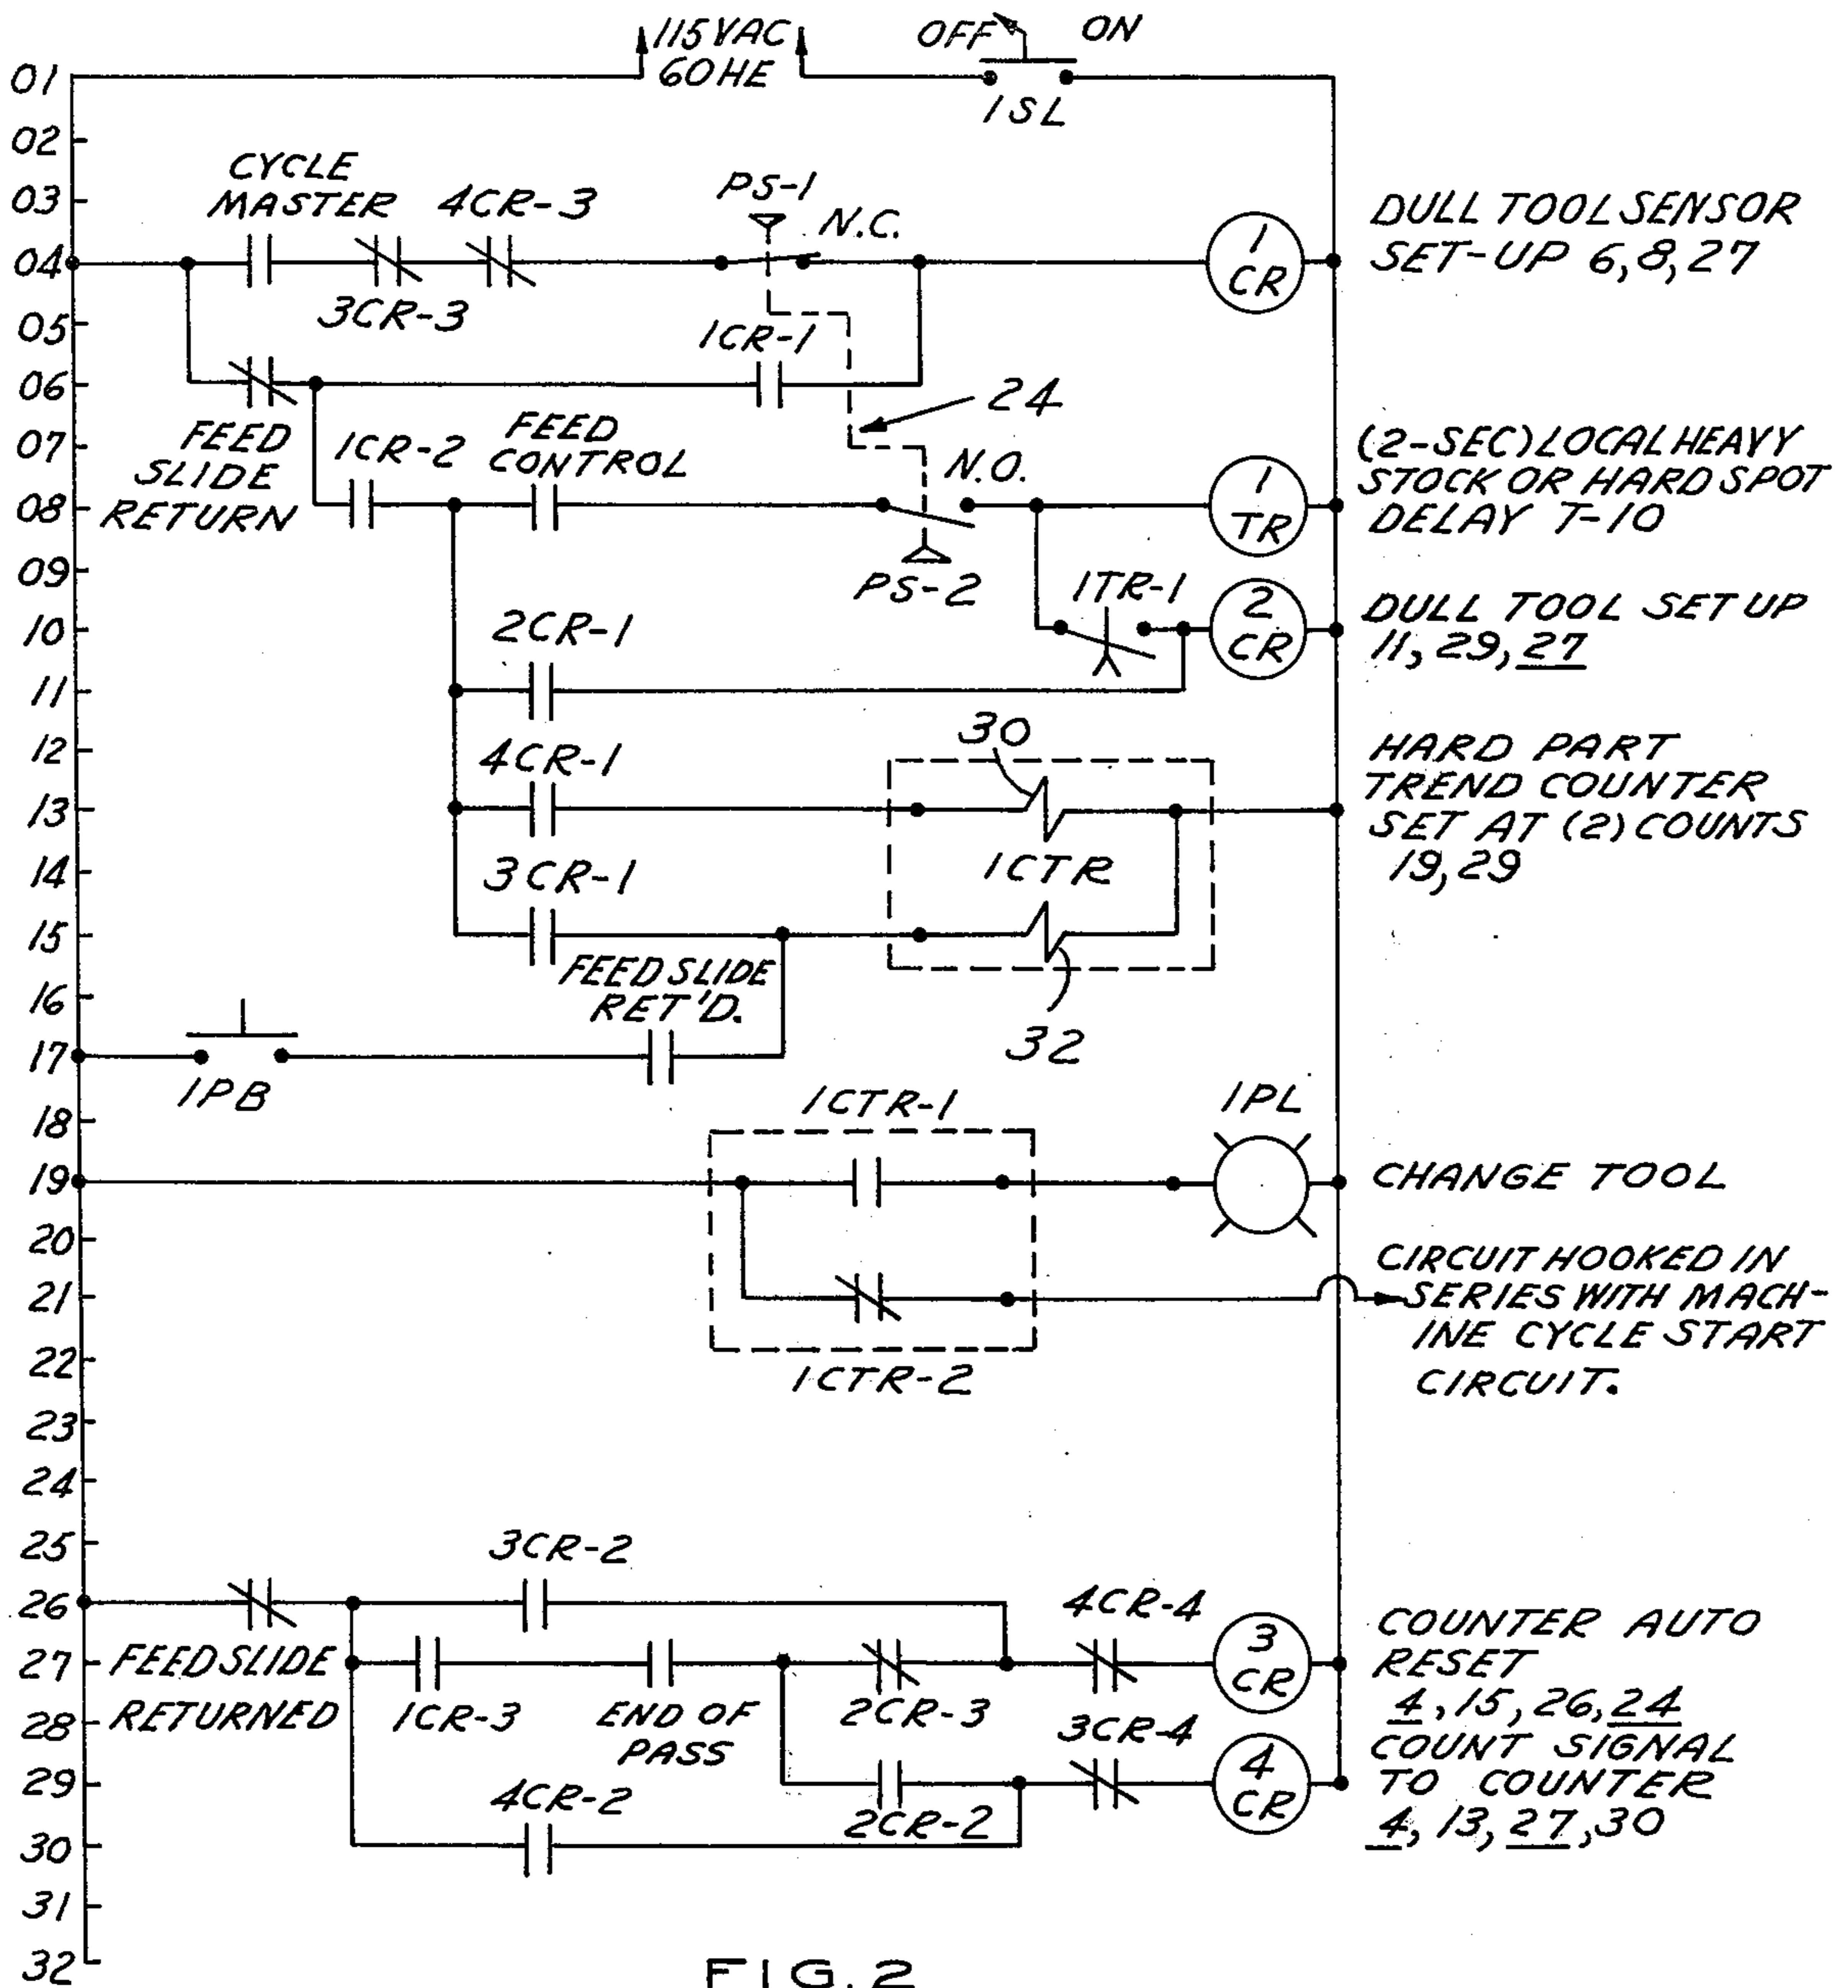 115 VAC
60 HE
OFF ON
1SL
01
02
03
04
05
06
07
08
09
10
11
12
13
14
15
16
17
18
19
20
21
22
23
24
25
26
27
28
29
30
31
32
CYCLE
MASTER
4CR-3
3CR-3
PS-1
N.C.
1
CR
DULL TOOL SENSOR
SET-UP 6,8,27
1CR-1
24
FEED
SLIDE
RETURN
1CR-2
FEED
CONTROL
N.O.
PS-2
1
TR
(2-SEC) LOCAL HEAVY
STOCK OR HARD SPOT
DELAY T-10
1TR-1
2
CR
DULL TOOL SET UP
11, 29, 27
2CR-1
4CR-1
30
1CTR
HARD PART
TREND COUNTER
SET AT (2) COUNTS
19,29
3CR-1
32
FEED SLIDE
RET'D.
1PB
1CTR-1
1PL
CHANGE TOOL
1CTR-2
CIRCUIT HOOKED IN
SERIES WITH MACH-
INE CYCLE START
CIRCUIT.
3CR-2
FEED SLIDE
RETURNED
1CR-3
END OF
PASS
2CR-3
4CR-4
3
CR
COUNTER AUTO
RESET
4, 15, 26, 24
3CR-4
2CR-2
4CR-2
4
CR
COUNT SIGNAL
TO COUNTER
4, 13, 27, 30
FIG. 2